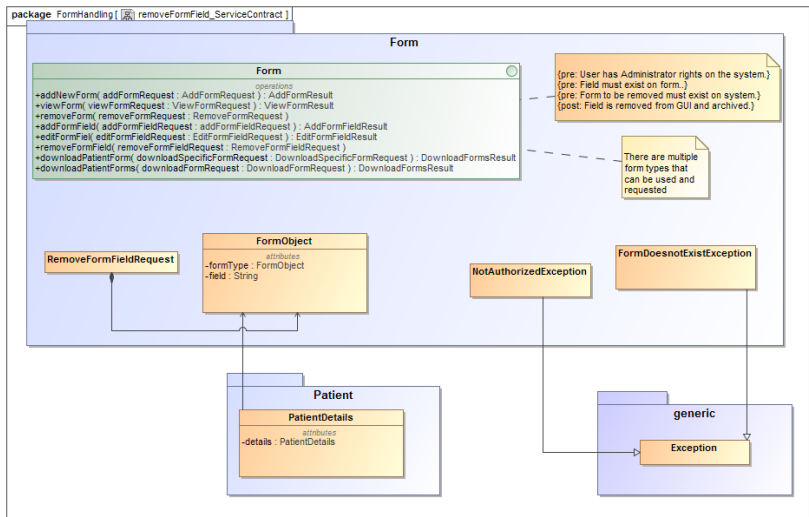 package FormHandling [ removeFormField_ServiceContract ]
Form
Form
operations
+addNewForm( addFormRequest : AddFormRequest ) : AddFormResult
+viewForm( viewFormRequest : ViewFormRequest ) : ViewFormResult
+removeForm( removeFormRequest : RemoveFormRequest )
+addFormField( addFormFieldRequest : addFormFieldRequest ) : AddFormFieldResult
+editFormFiel( editFormFieldRequest : EditFormFieldRequest ) : EditFormFieldResult
+removeFormField( removeFormFieldRequest : RemoveFormFieldRequest )
+downloadPatientForm( downloadSpecificFormRequest : DownloadSpecificFormRequest ) : DownloadFormsResult
+downloadPatientForms( downloadFormRequest : DownloadFormRequest ) : DownloadFormsResult
{pre: User has Administrator rights on the system.}
{pre: Field must exist on form..}
{pre: Form to be removed must exist on system.}
{post: Field is removed from GUI and archived.}
There are multiple
form types that
can be used and
requested
RemoveFormFieldRequest
FormObject
attributes
-formType : FormObject
-field : String
NotAuthorizedException
FormDoesnotExistException
Patient
PatientDetails
attributes
-details : PatientDetails
generic
Exception